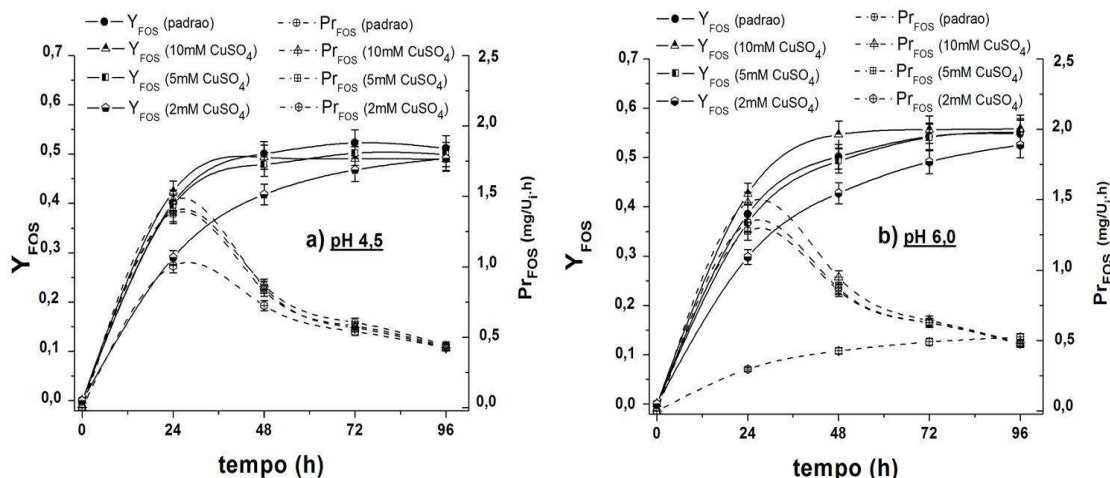 Y_FOS (padrao) Pr_FOS (padrao)
Y_FOS (10mM CuSO4) Pr_FOS (10mM CuSO4)
Y_FOS (5mM CuSO4) Pr_FOS (5mM CuSO4)
Y_FOS (2mM CuSO4) Pr_FOS (2mM CuSO4)
0,7
0,6
0,5
0,4
0,3
0,2
0,1
0,0
Y_FOS
2,5
2,0
1,5
1,0
0,5
0,0
Pr_FOS (mg/Ui.h)
a) pH 4,5
0 24 48 72 96
tempo (h)
Y_FOS (padrao) Pr_FOS (padrao)
Y_FOS (10mM CuSO4) Pr_FOS (10mM CuSO4)
Y_FOS (5mM CuSO4) Pr_FOS (5mM CuSO4)
Y_FOS (2mM CuSO4) Pr_FOS (2mM CuSO4)
0,7
0,6
0,5
0,4
0,3
0,2
0,1
0,0
Y_FOS
2,5
2,0
1,5
1,0
0,5
0,0
Pr_FOS (mg/Ui.h)
b) pH 6,0
0 24 48 72 96
tempo (h)